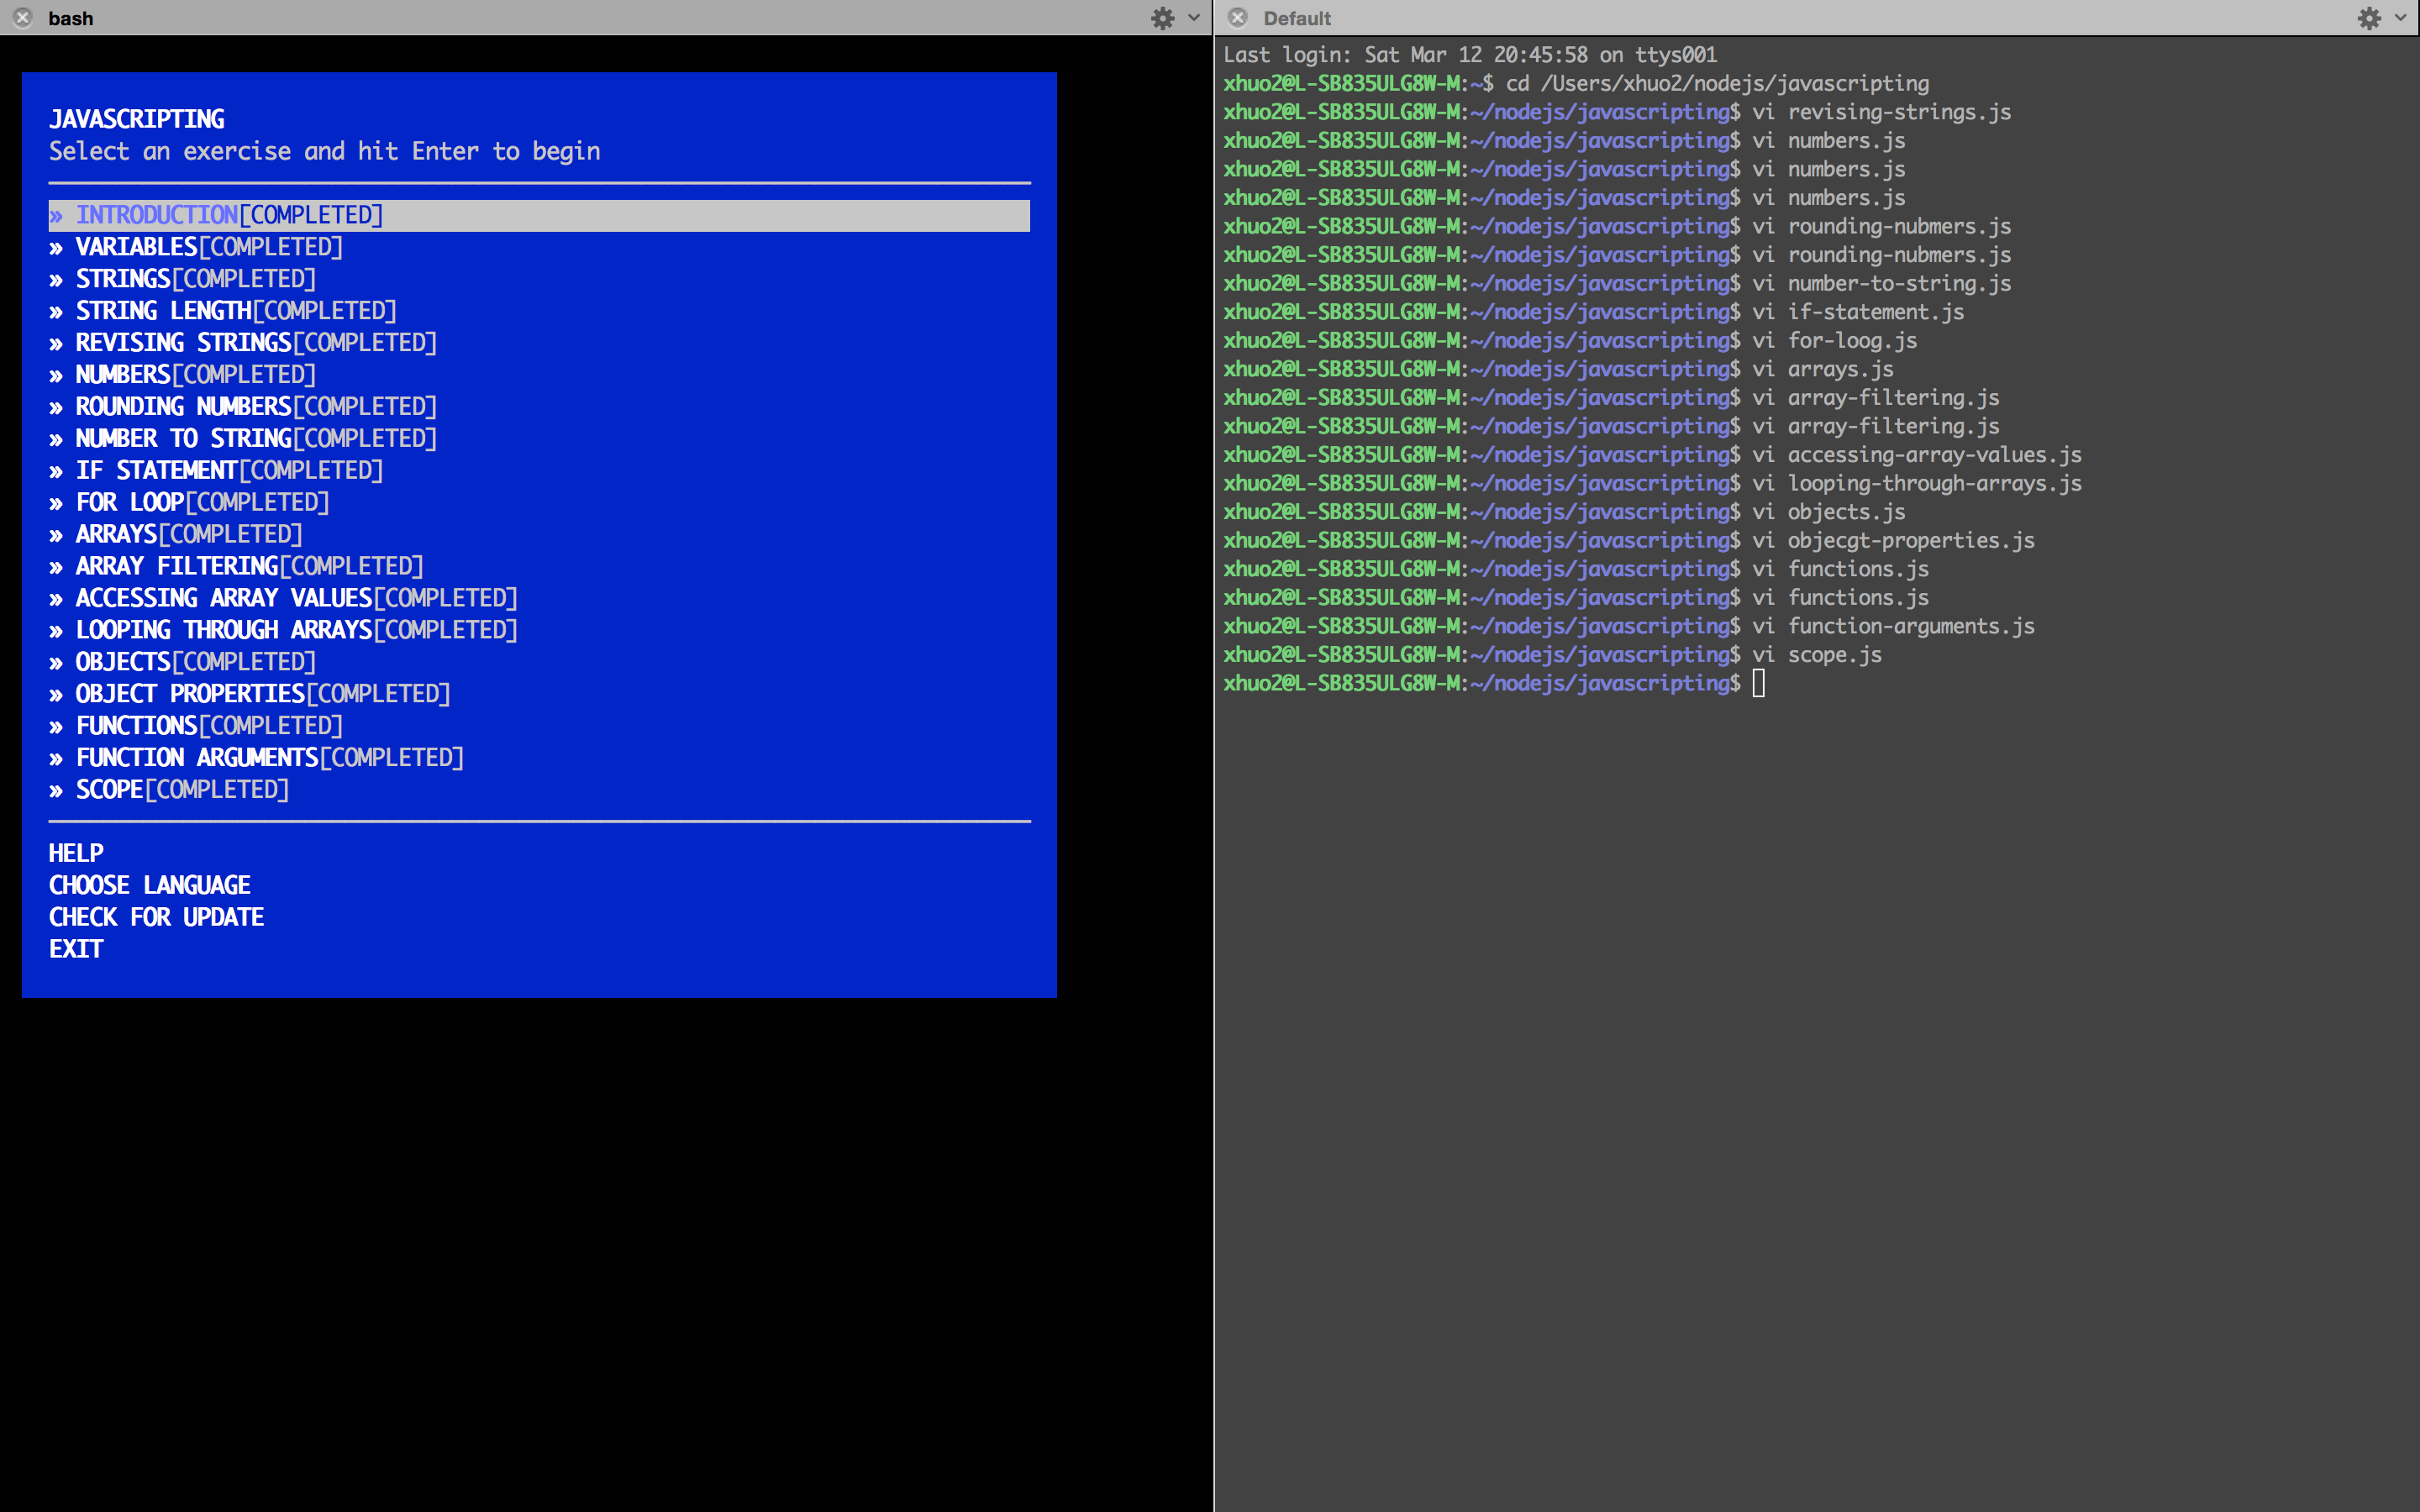 bash
JAVASCRIPTING
Select an exercise and hit Enter to begin
» INTRODUCTION[COMPLETED]
» VARIABLES[COMPLETED]
» STRINGS[COMPLETED]
» STRING LENGTH[COMPLETED]
» REVISING STRINGS[COMPLETED]
» NUMBERS[COMPLETED]
» ROUNDING NUMBERS[COMPLETED]
» NUMBER TO STRING[COMPLETED]
» IF STATEMENT[COMPLETED]
» FOR LOOP[COMPLETED]
» ARRAYS[COMPLETED]
» ARRAY FILTERING[COMPLETED]
» ACCESSING ARRAY VALUES[COMPLETED]
» LOOPING THROUGH ARRAYS[COMPLETED]
» OBJECTS[COMPLETED]
» OBJECT PROPERTIES[COMPLETED]
» FUNCTIONS[COMPLETED]
» FUNCTION ARGUMENTS[COMPLETED]
» SCOPE[COMPLETED]
HELP
CHOOSE LANGUAGE
CHECK FOR UPDATE
EXIT
Default
Last login: Sat Mar 12 20:45:58 on ttys001
xhuo2@L-SB835ULG8W-M:~$ cd /Users/xhuo2/nodejs/javascripting
xhuo2@L-SB835ULG8W-M:~/nodejs/javascripting$ vi revising-strings.js
xhuo2@L-SB835ULG8W-M:~/nodejs/javascripting$ vi numbers.js
xhuo2@L-SB835ULG8W-M:~/nodejs/javascripting$ vi numbers.js
xhuo2@L-SB835ULG8W-M:~/nodejs/javascripting$ vi numbers.js
xhuo2@L-SB835ULG8W-M:~/nodejs/javascripting$ vi rounding-nubmers.js
xhuo2@L-SB835ULG8W-M:~/nodejs/javascripting$ vi rounding-nubmers.js
xhuo2@L-SB835ULG8W-M:~/nodejs/javascripting$ vi number-to-string.js
xhuo2@L-SB835ULG8W-M:~/nodejs/javascripting$ vi if-statement.js
xhuo2@L-SB835ULG8W-M:~/nodejs/javascripting$ vi for-loog.js
xhuo2@L-SB835ULG8W-M:~/nodejs/javascripting$ vi arrays.js
xhuo2@L-SB835ULG8W-M:~/nodejs/javascripting$ vi array-filtering.js
xhuo2@L-SB835ULG8W-M:~/nodejs/javascripting$ vi array-filtering.js
xhuo2@L-SB835ULG8W-M:~/nodejs/javascripting$ vi accessing-array-values.js
xhuo2@L-SB835ULG8W-M:~/nodejs/javascripting$ vi looping-through-arrays.js
xhuo2@L-SB835ULG8W-M:~/nodejs/javascripting$ vi objects.js
xhuo2@L-SB835ULG8W-M:~/nodejs/javascripting$ vi objecgt-properties.js
xhuo2@L-SB835ULG8W-M:~/nodejs/javascripting$ vi functions.js
xhuo2@L-SB835ULG8W-M:~/nodejs/javascripting$ vi functions.js
xhuo2@L-SB835ULG8W-M:~/nodejs/javascripting$ vi function-arguments.js
xhuo2@L-SB835ULG8W-M:~/nodejs/javascripting$ vi scope.js
xhuo2@L-SB835ULG8W-M:~/nodejs/javascripting$